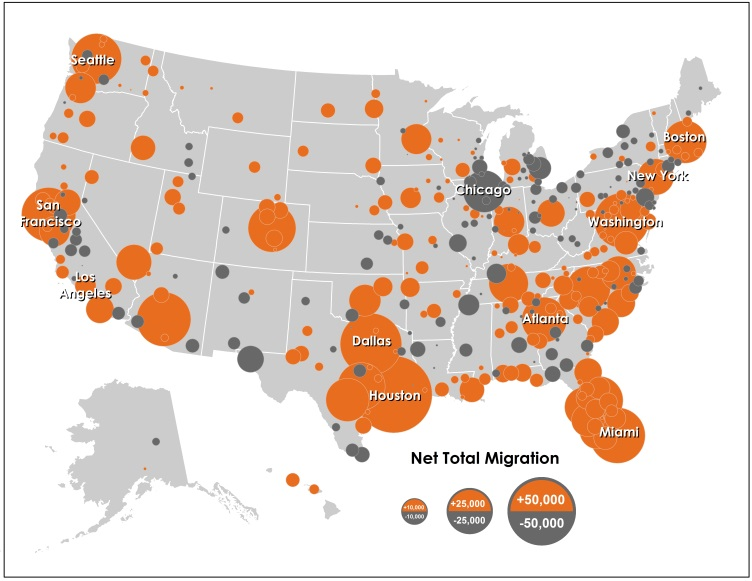 Seattle
Boston
New York
Chicago
San
Francisco
Washington
Los
Angeles
Atlanta
Dallas
Houston
Miami
Net Total Migration
+10,000
-10,000
+25,000
-25,000
+50,000
-50,000